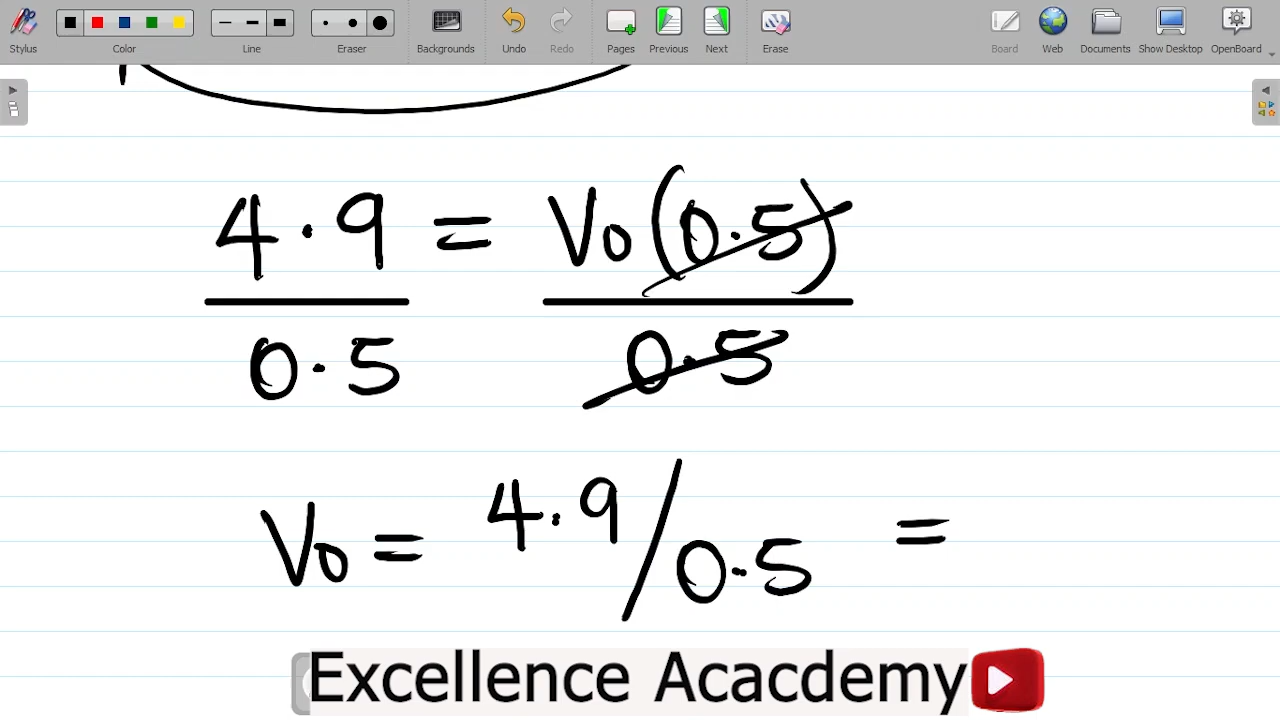 Stylus Color Line Eraser Backgrounds Undo Redo Pages Previous Next Erase Board Web Documents Show Desktop OpenBoard
4.9 = Vo(0.5)
0.5 0.5
Vo = 4.9/0.5 =
Excellence Acacdemy